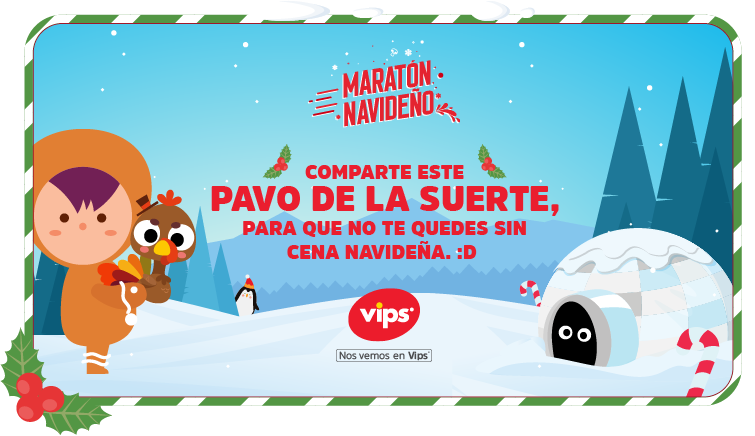 MARATÓN
NAVIDEÑO
COMPARTE ESTE
PAVO DE LA SUERTE,
PARA QUE NO TE QUEDES SIN
CENA NAVIDEÑA. :D
vips
Nos vemos en Vips